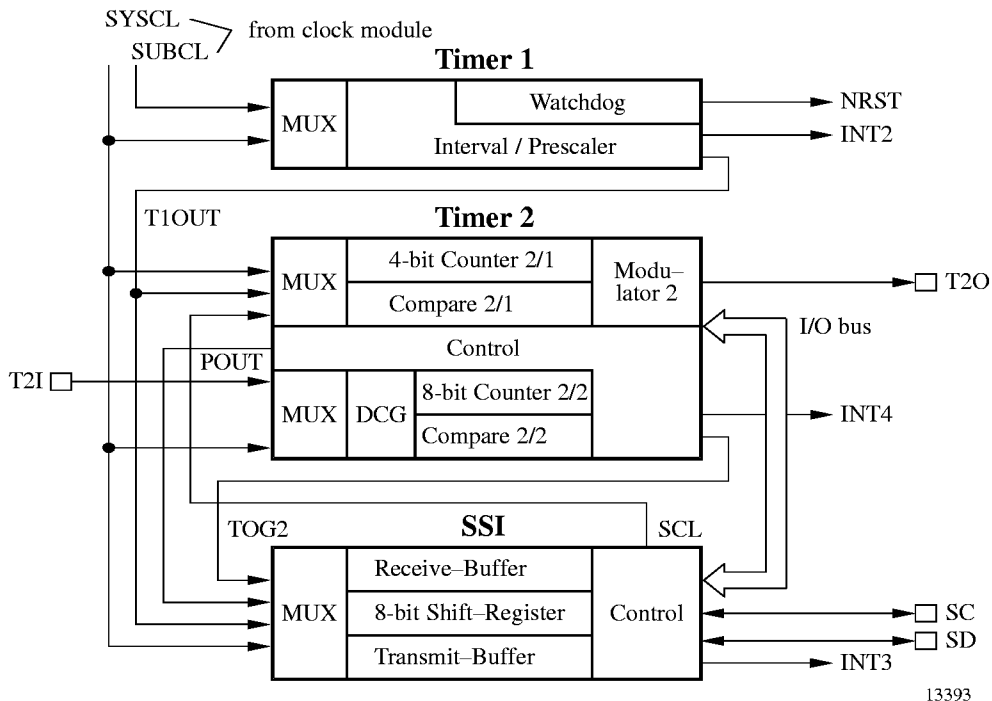 SYSCL
SUBCL
from clock module
Timer 1
MUX
Watchdog
Interval / Prescaler
NRST
INT2
T1OUT
Timer 2
MUX
4-bit Counter 2/1
Compare 2/1
Modu–
lator 2
T2O
I/O bus
Control
POUT
T2I
MUX
DCG
8-bit Counter 2/2
Compare 2/2
INT4
TOG2
SSI
SCL
MUX
Receive–Buffer
8-bit Shift–Register
Transmit–Buffer
Control
SC
SD
INT3
13393